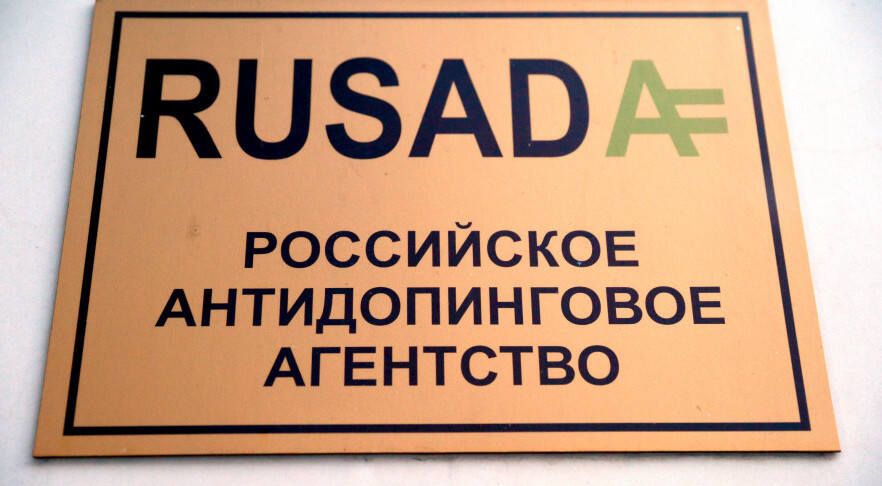 RUSADA
РОССИЙСКОЕ
АНТИДОПИНГОВОЕ
АГЕНТСТВО